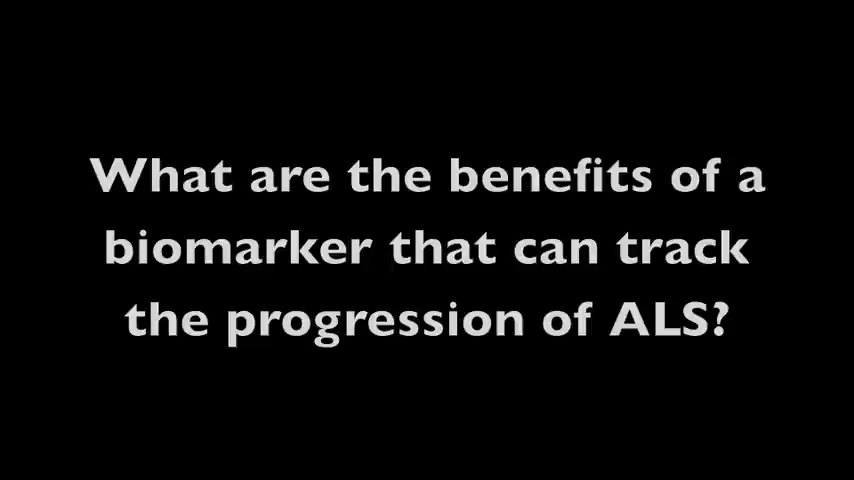 What are the benefits of a
biomarker that can track
the progression of ALS?